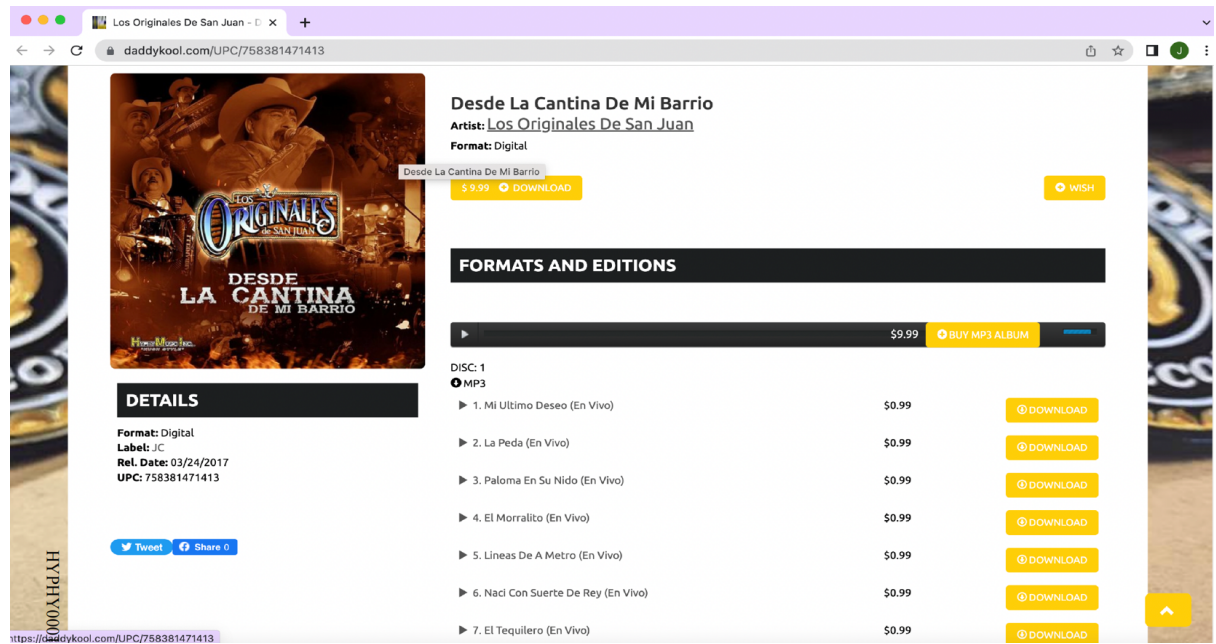 Los Originales De San Juan - D
daddykool.com/UPC/758381471413
J
LOS
ORIGINALES
de SAN JUAN
DESDE
LA CANTINA
DE MI BARRIO
HYPHY MUSIC INC.
Desde La Cantina De Mi Barrio
Artist: Los Originales De San Juan
Format: Digital
Desde La Cantina De Mi Barrio
$ 9.99 DOWNLOAD
WISH
FORMATS AND EDITIONS
$9.99 BUY MP3 ALBUM
DISC: 1
MP3
1. Mi Ultimo Deseo (En Vivo) $0.99 DOWNLOAD
2. La Peda (En Vivo) $0.99 DOWNLOAD
3. Paloma En Su Nido (En Vivo) $0.99 DOWNLOAD
4. El Morralito (En Vivo) $0.99 DOWNLOAD
5. Lineas De A Metro (En Vivo) $0.99 DOWNLOAD
6. Naci Con Suerte De Rey (En Vivo) $0.99 DOWNLOAD
7. El Tequilero (En Vivo) $0.99 DOWNLOAD
DETAILS
Format: Digital
Label: JC
Rel. Date: 03/24/2017
UPC: 758381471413
Tweet Share 0
https://daddykool.com/UPC/758381471413